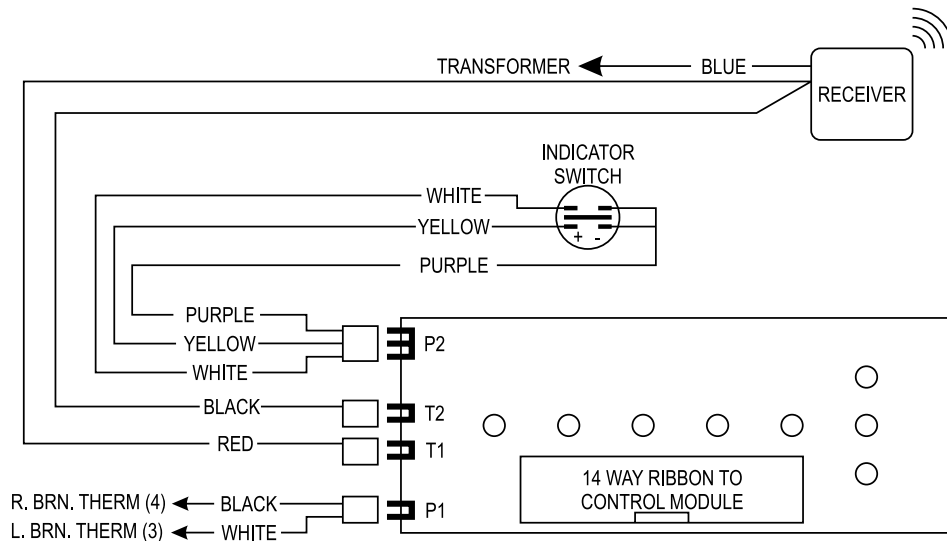 TRANSFORMER
BLUE
RECEIVER
INDICATOR
SWITCH
WHITE
YELLOW
+ -
PURPLE
PURPLE
YELLOW
P2
WHITE
BLACK
T2
RED
T1
14 WAY RIBBON TO
CONTROL MODULE
R. BRN. THERM (4)
BLACK
P1
L. BRN. THERM (3)
WHITE